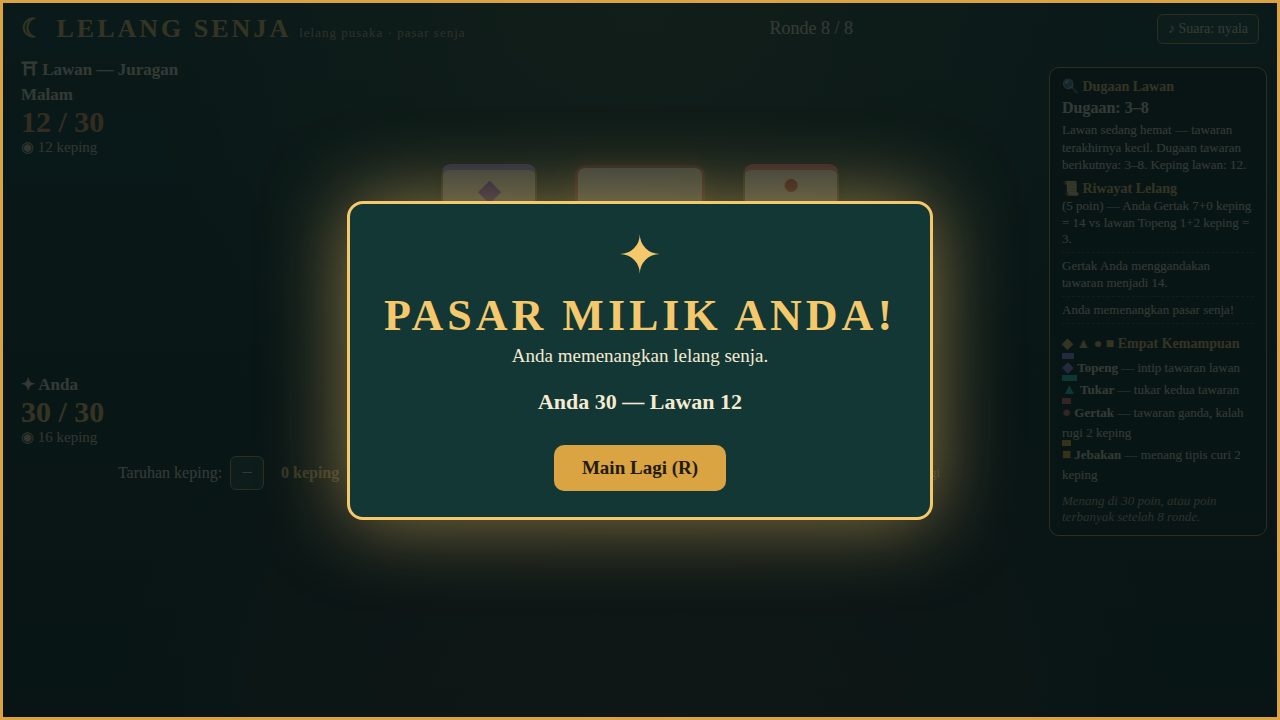 ☾ LELANG SENJA lelang pusaka · pasar senja
Ronde 8 / 8
♪ Suara: nyala
⛩ Lawan — Juragan
Malam
12 / 30
◉ 12 keping
🔍 Dugaan Lawan
Dugaan: 3–8
Lawan sedang hemat — tawaran
terakhirnya kecil. Dugaan tawaran
berikutnya: 3–8. Keping lawan: 12.
📜 Riwayat Lelang
(5 poin) — Anda Gertak 7+0 keping
= 14 vs lawan Topeng 1+2 keping =
3.
Gertak Anda menggandakan
tawaran menjadi 14.
Anda memenangkan pasar senja!
◆ ▲ ● ■ Empat Kemampuan
◆ Topeng — intip tawaran lawan
▲ Tukar — tukar kedua tawaran
● Gertak — tawaran ganda, kalah
rugi 2 keping
■ Jebakan — menang tipis curi 2
keping
Menang di 30 poin, atau poin
terbanyak setelah 8 ronde.
✦
PASAR MILIK ANDA!
Anda memenangkan lelang senja.
Anda 30 — Lawan 12
Main Lagi (R)
✦ Anda
30 / 30
◉ 16 keping
Taruhan keping: − 0 keping